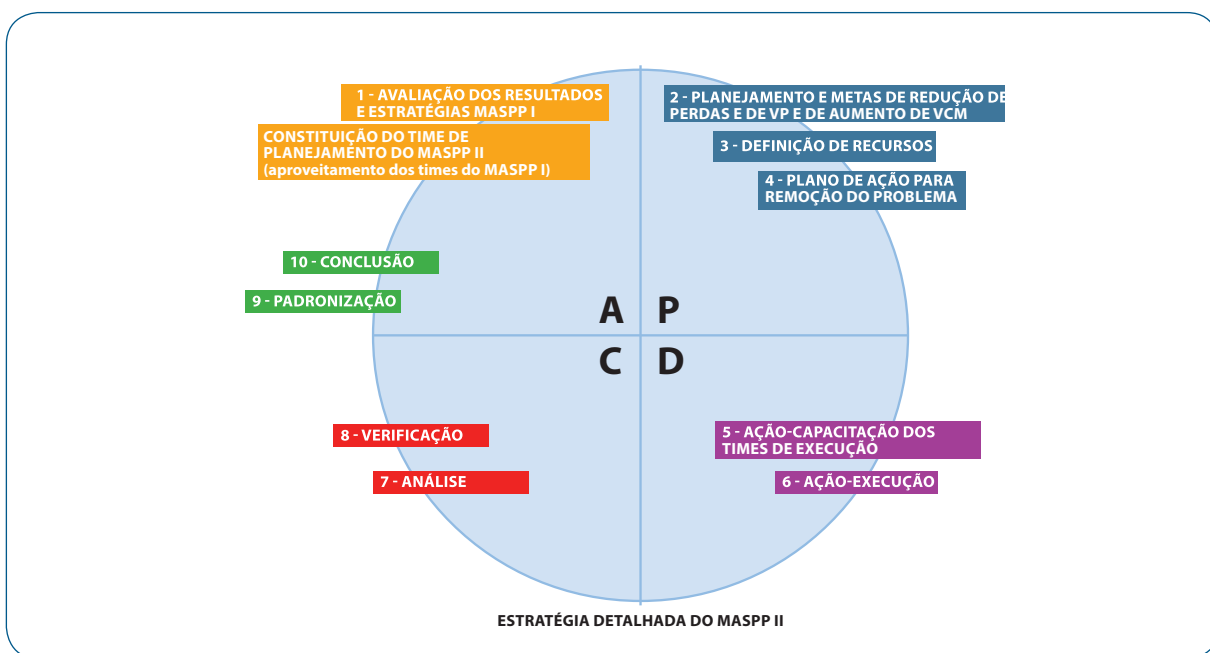 1 - AVALIAÇÃO DOS RESULTADOS
E ESTRATÉGIAS MASPP I
CONSTITUIÇÃO DO TIME DE
PLANEJAMENTO DO MASPP II
(aproveitamento dos times do MASPP I)
2 - PLANEJAMENTO E METAS DE REDUÇÃO DE
PERDAS E DE VP E DE AUMENTO DE VCM
3 - DEFINIÇÃO DE RECURSOS
4 - PLANO DE AÇÃO PARA
REMOÇÃO DO PROBLEMA
10 - CONCLUSÃO
9 - PADRONIZAÇÃO
A P
C D
8 - VERIFICAÇÃO
7 - ANÁLISE
5 - AÇÃO-CAPACITAÇÃO DOS
TIMES DE EXECUÇÃO
6 - AÇÃO-EXECUÇÃO
ESTRATÉGIA DETALHADA DO MASPP II